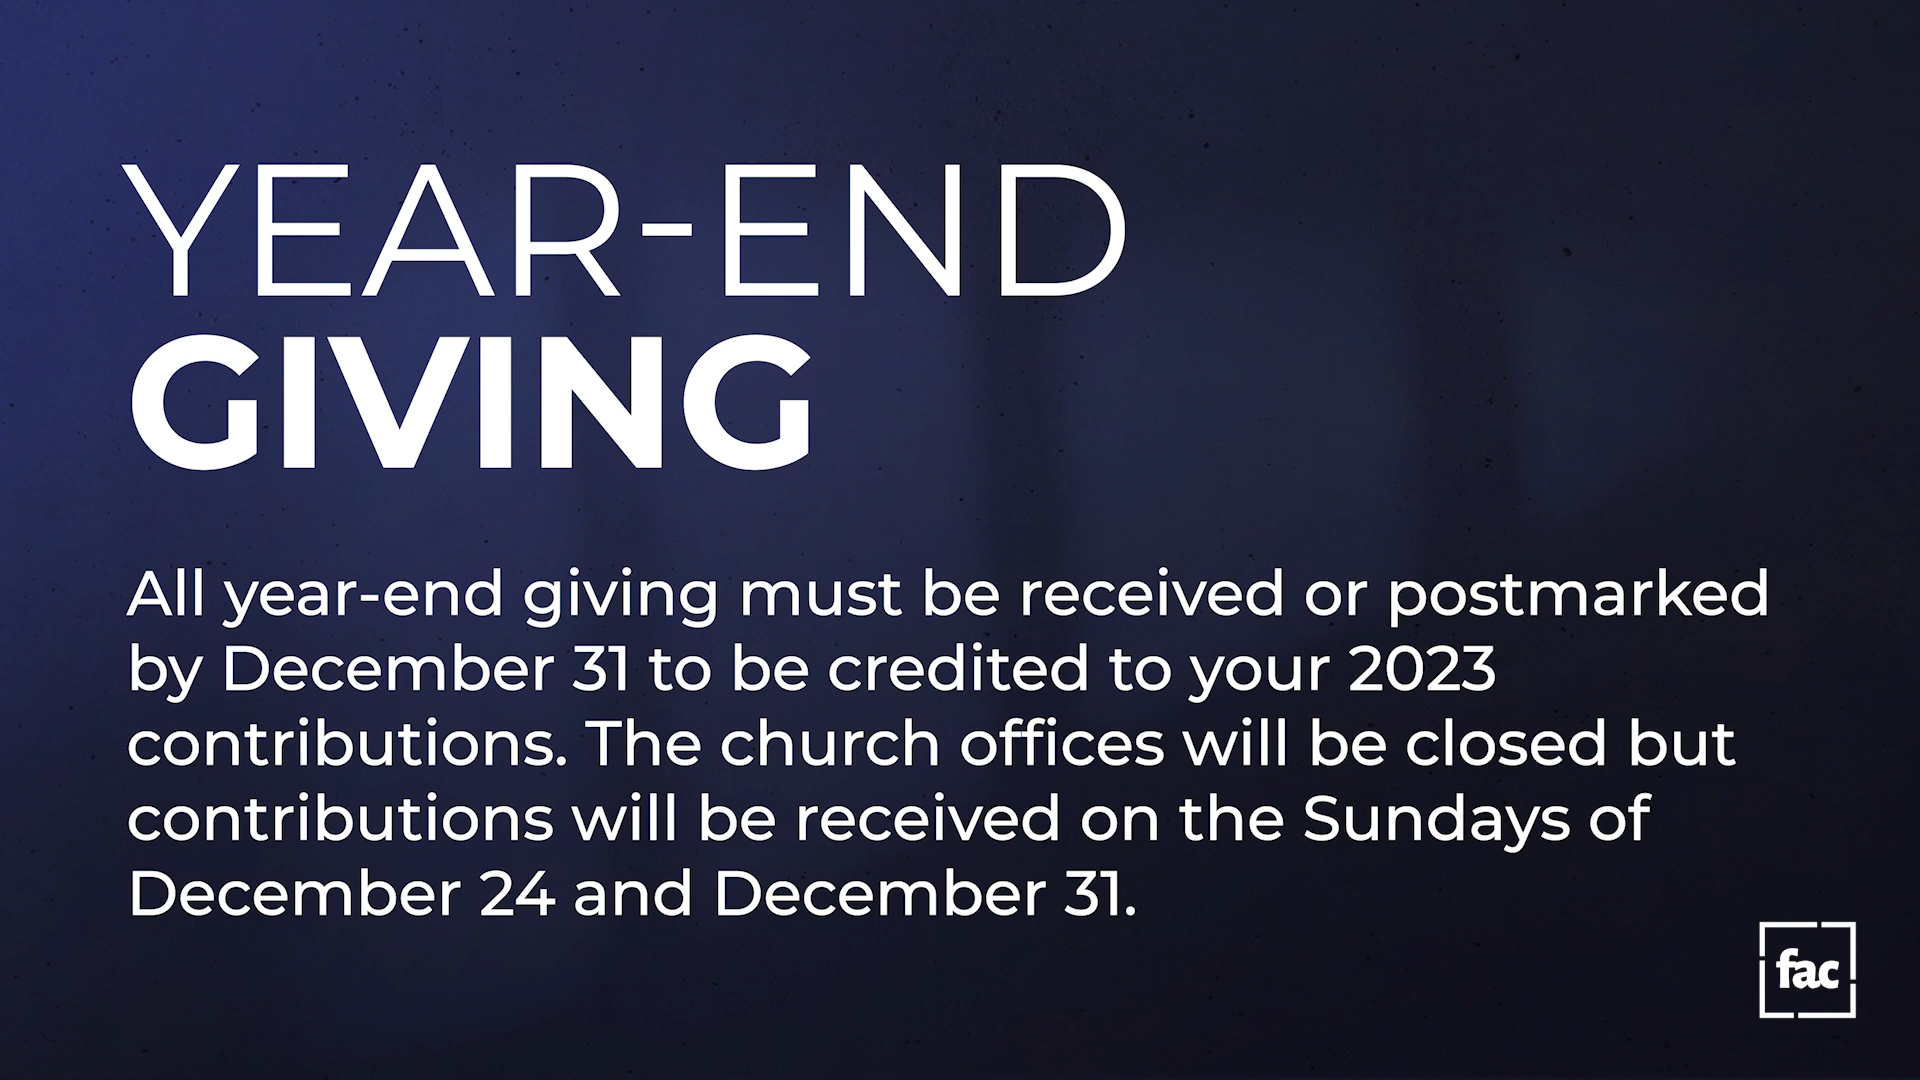 YEAR-END
GIVING
All year-end giving must be received or postmarked
by December 31 to be credited to your 2023
contributions. The church offices will be closed but
contributions will be received on the Sundays of
December 24 and December 31.
fac